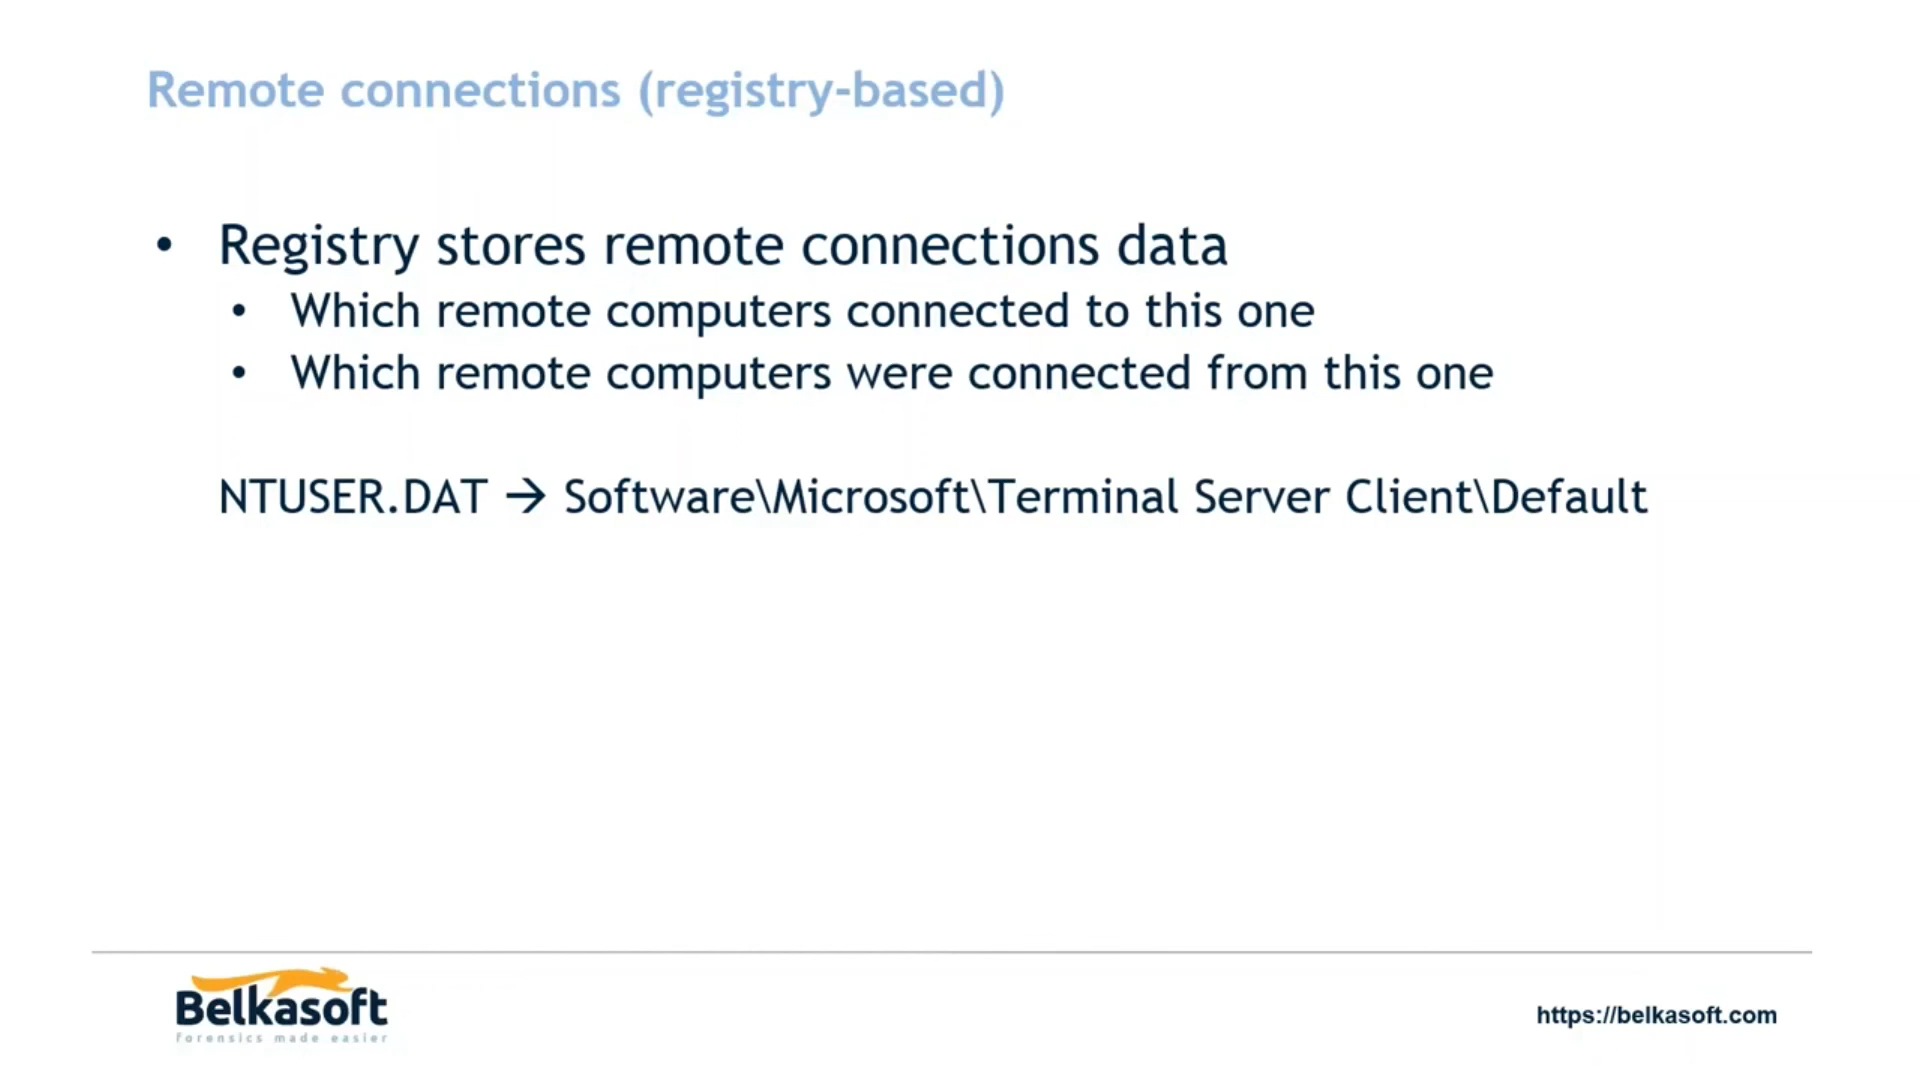 Remote connections (registry-based)
• Registry stores remote connections data
• Which remote computers connected to this one
• Which remote computers were connected from this one
NTUSER.DAT → Software\Microsoft\Terminal Server Client\Default
Belkasoft
forensics made easier
https://belkasoft.com